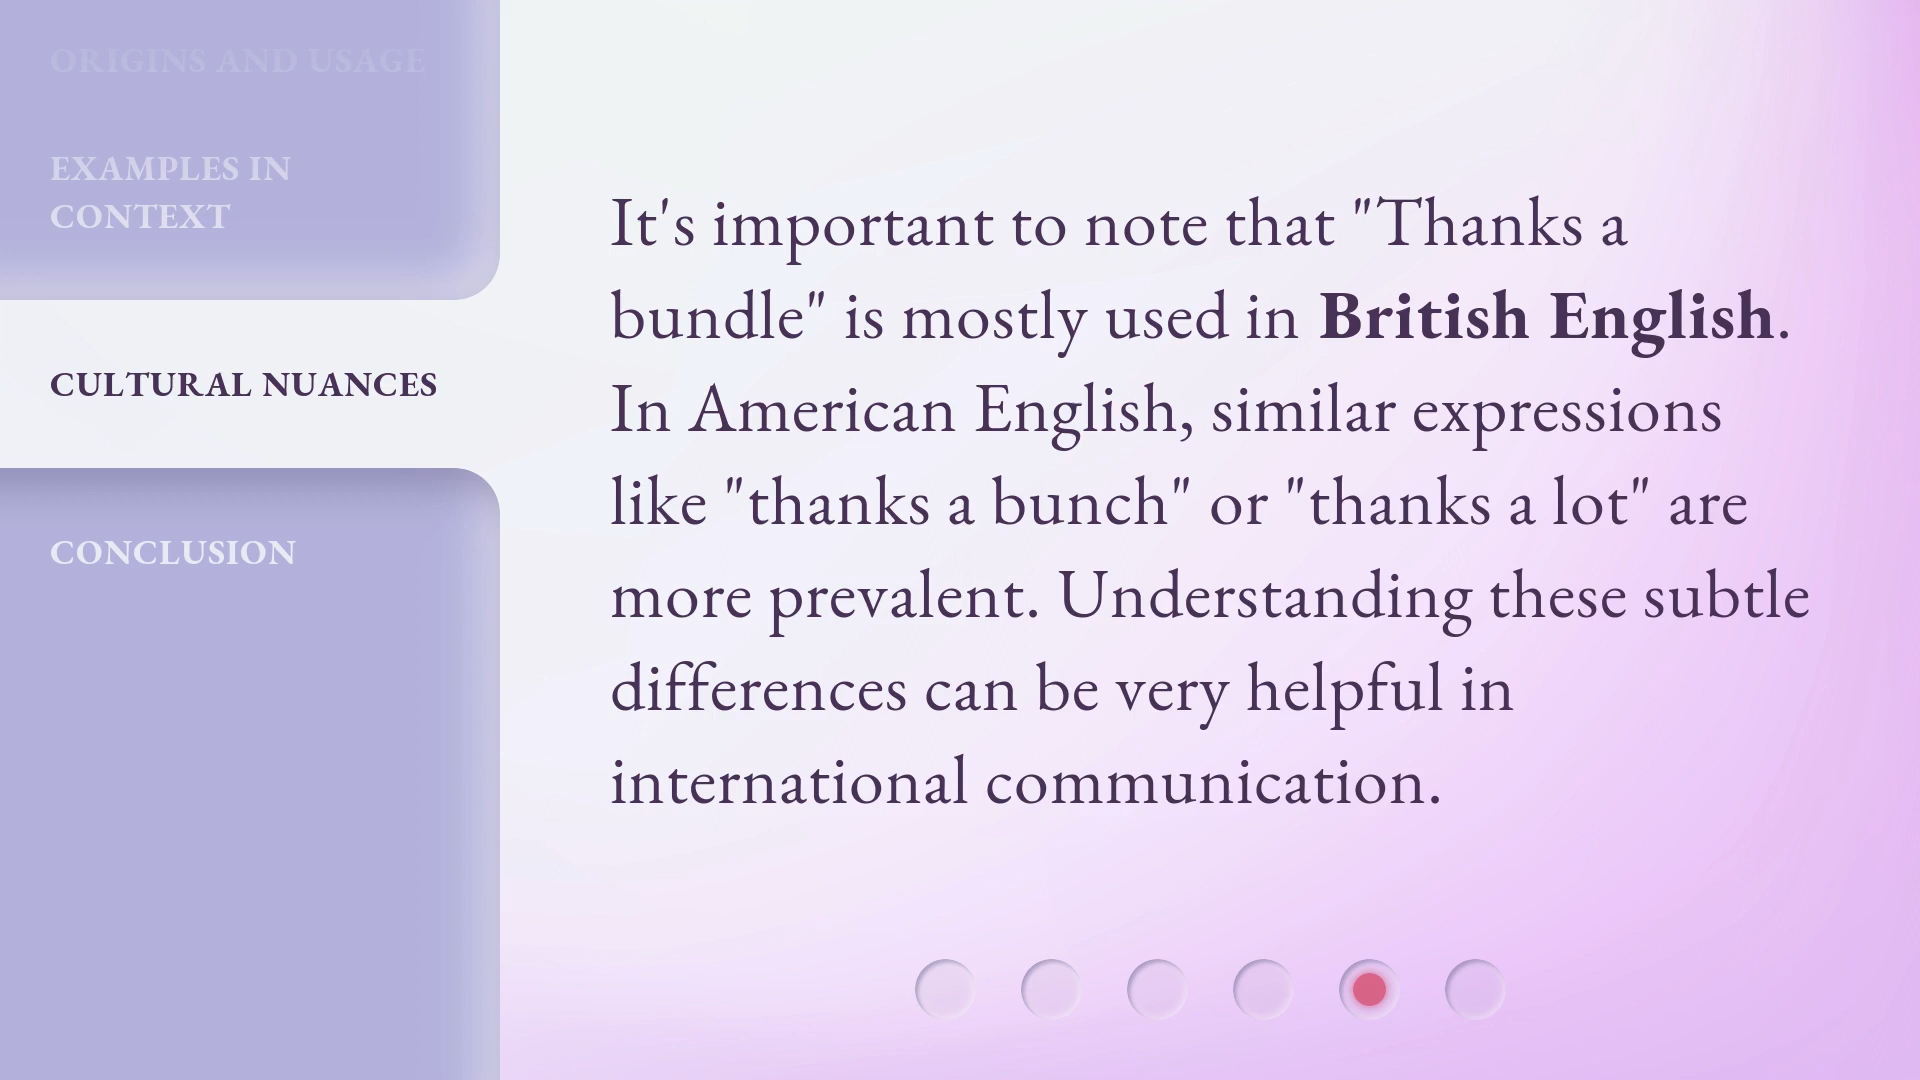 ORIGINS AND USAGE
EXAMPLES IN
CONTEXT
CULTURAL NUANCES
CONCLUSION
It's important to note that "Thanks a
bundle" is mostly used in British English.
In American English, similar expressions
like "thanks a bunch" or "thanks a lot" are
more prevalent. Understanding these subtle
differences can be very helpful in
international communication.